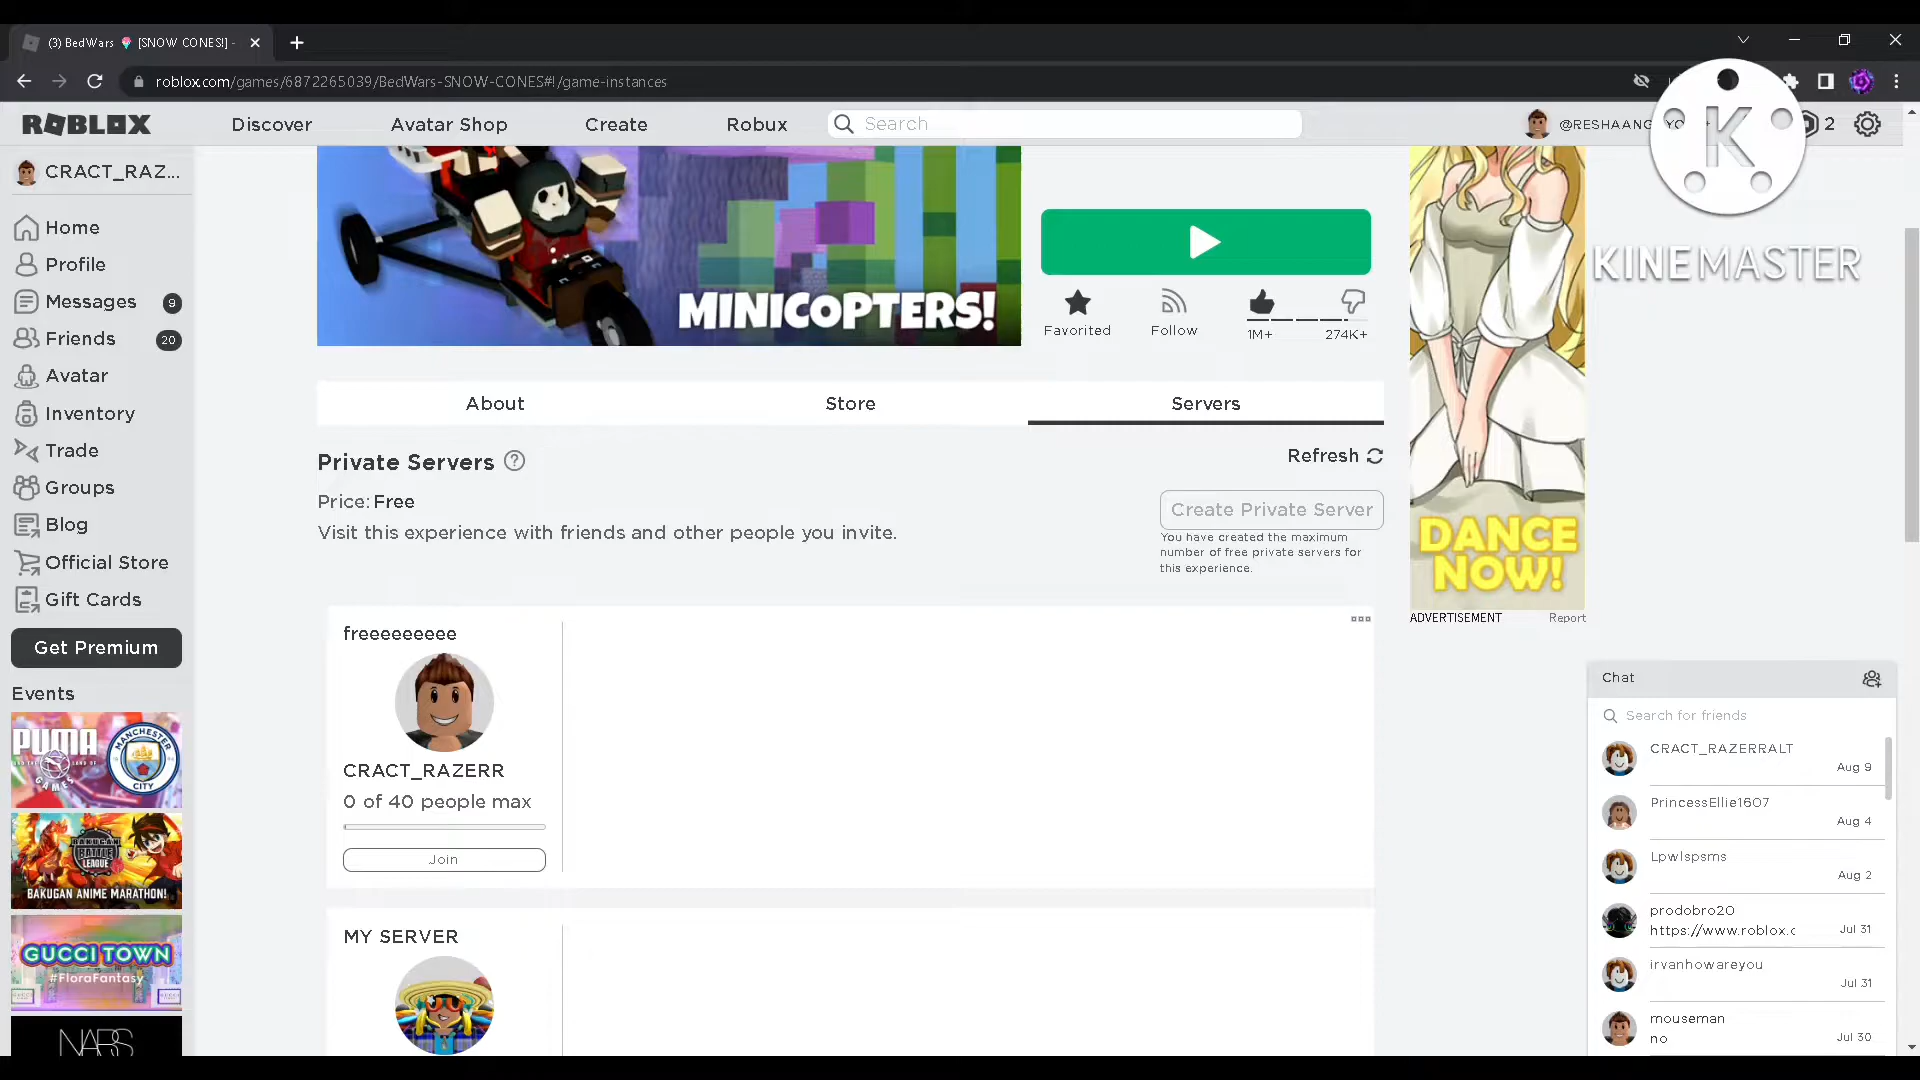 (3) BedWars 🍧 [SNOW CONES!] -
roblox.com/games/6872265039/BedWars-SNOW-CONES#!/game-instances
ROBLOX
Discover
Avatar Shop
Create
Robux
Search
2
K
KINEMASTER
CRACT_RAZ...
Home
Profile
Messages
9
Friends
20
Avatar
Inventory
Trade
Groups
Blog
Official Store
Gift Cards
Get Premium
Events
PUMA
MANCHESTER
CITY
GAMES
BAKUGAN
BATTLE
LEAGUE
BAKUGAN ANIME MARATHON!
GUCCI TOWN
#FloraFantasy
NARS
MINICOPTERS!
Favorited
Follow
1M+
274K+
About
Store
Servers
Private Servers
Refresh
Price: Free
Visit this experience with friends and other people you invite.
Create Private Server
You have created the maximum
number of free private servers for
this experience.
freeeeeeeee
CRACT_RAZERR
0 of 40 people max
Join
MY SERVER
DANCE
NOW!
ADVERTISEMENT
Report
Chat
Search for friends
CRACT_RAZERRALT
Aug 9
PrincessEllie1607
Aug 4
Lpwlspsms
Aug 2
prodobro20
https://www.roblox.c
Jul 31
irvanhowareyou
Jul 31
mouseman
no
Jul 30